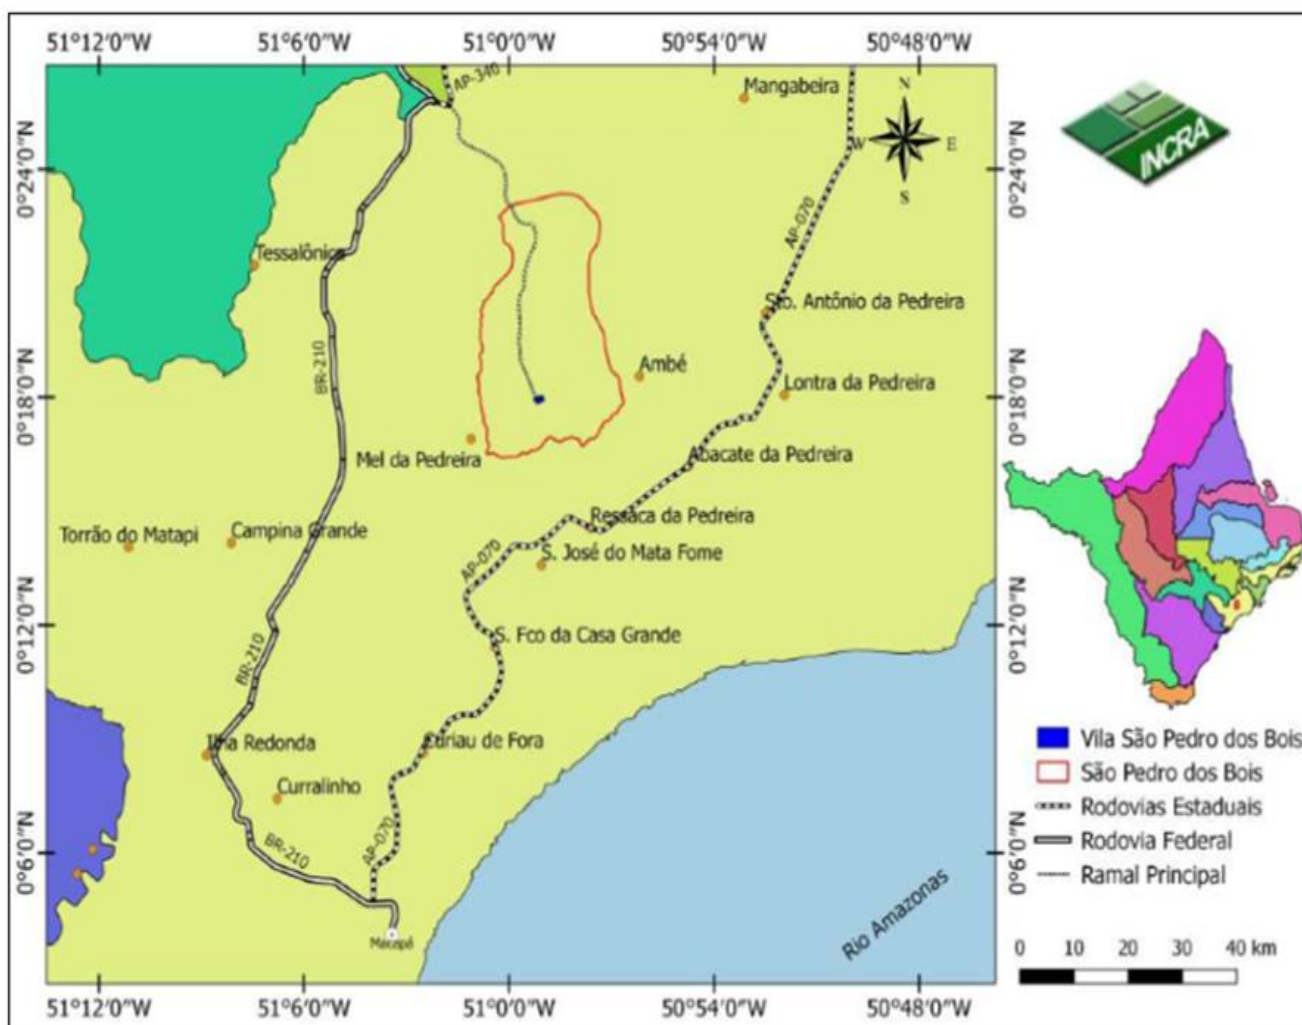 51°12′0″W 51°6′0″W 51°0′0″W 50°54′0″W 50°48′0″W
AP-340
Mangabeira
N
W E
S
INCRA
0°24′0″N 0°24′0″N
AP-070
Tessalônica
Sto. Antônio da Pedreira
BR-210
Ambé
Lontra da Pedreira
0°18′0″N 0°18′0″N
Mel da Pedreira
Abacate da Pedreira
Ressaca da Pedreira
Torrão do Matapi
Campina Grande
AP-070
S. José do Mata Fome
0°12′0″N 0°12′0″N
S. Fco da Casa Grande
BR-210
Ilha Redonda
Curiau de Fora
Curralinho
Vila São Pedro dos Bois
São Pedro dos Bois
Rodovias Estaduais
Rodovia Federal
Ramal Principal
BR-210
AP-070
0°6′0″N 0°6′0″N
Rio Amazonas
Macapá
0 10 20 30 40 km
51°12′0″W 51°6′0″W 51°0′0″W 50°54′0″W 50°48′0″W